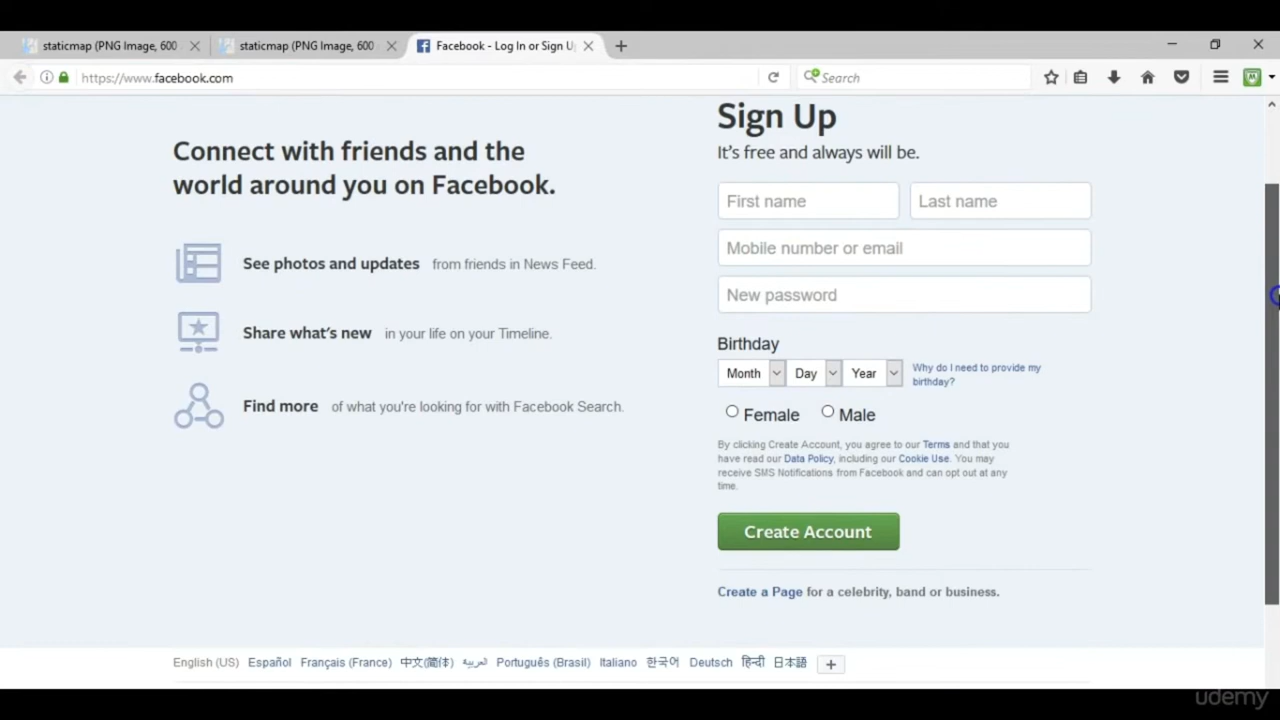 staticmap (PNG Image, 600
staticmap (PNG Image, 600
Facebook - Log In or Sign U
https://www.facebook.com
Search
Connect with friends and the
world around you on Facebook.
See photos and updates from friends in News Feed.
Share what's new in your life on your Timeline.
Find more of what you're looking for with Facebook Search.
Sign Up
It's free and always will be.
First name
Last name
Mobile number or email
New password
Birthday
Month
Day
Year
Why do I need to provide my
birthday?
Female
Male
By clicking Create Account, you agree to our Terms and that you
have read our Data Policy, including our Cookie Use. You may
receive SMS Notifications from Facebook and can opt out at any
time.
Create Account
Create a Page for a celebrity, band or business.
English (US) Español Français (France) 中文(简体) العربية Português (Brasil) Italiano 한국어 Deutsch हिन्दी 日本語
udemy